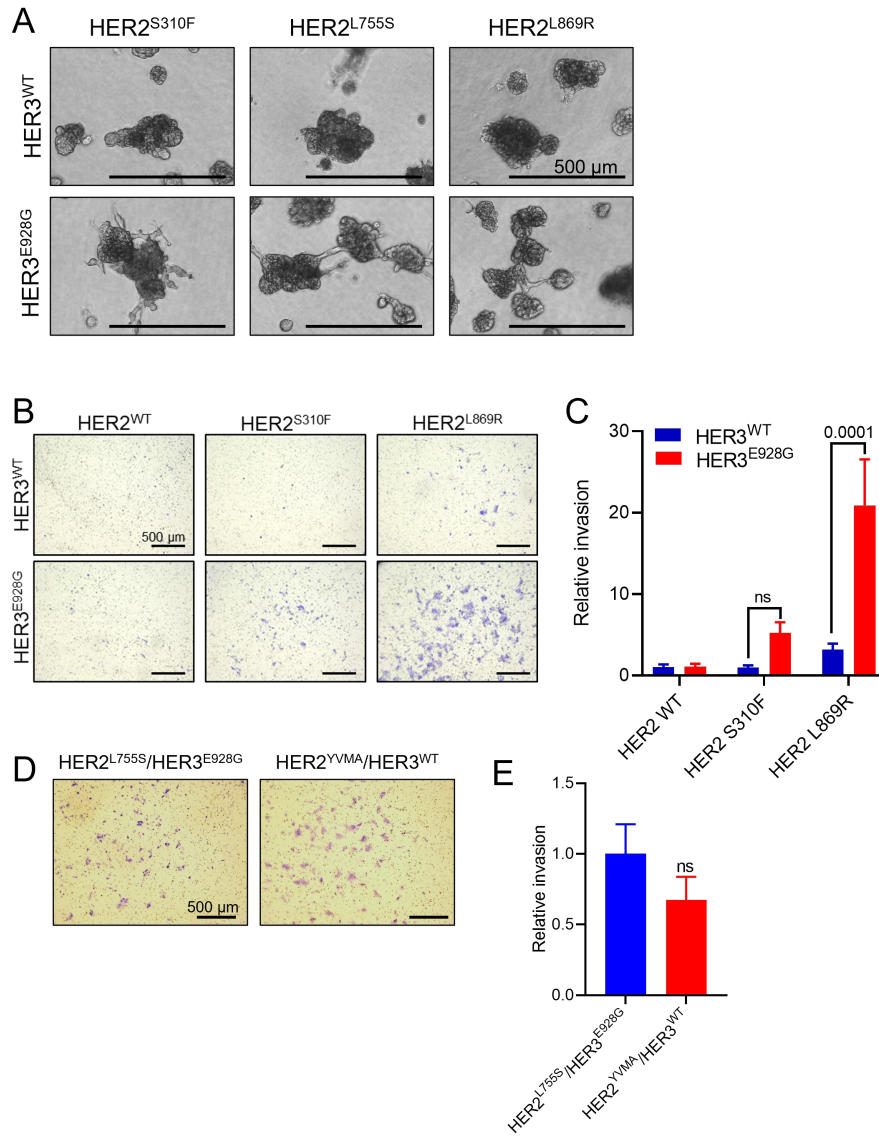 A
HER2S310F HER2L755S HER2L869R
HER3WT
500 µm
HER3E928G
B
HER2WT HER2S310F HER2L869R
HER3WT
500 µm
HER3E928G
C
30
20
10
0
Relative invasion
HER3WT
HER3E928G
ns
0.0001
HER2 WT
HER2 S310F
HER2 L869R
D
HER2L755S/HER3E928G HER2YVMA/HER3WT
500 µm
E
1.5
1.0
0.5
0.0
Relative invasion
ns
HER2L755S/HER3E928G
HER2YVMA/HER3WT